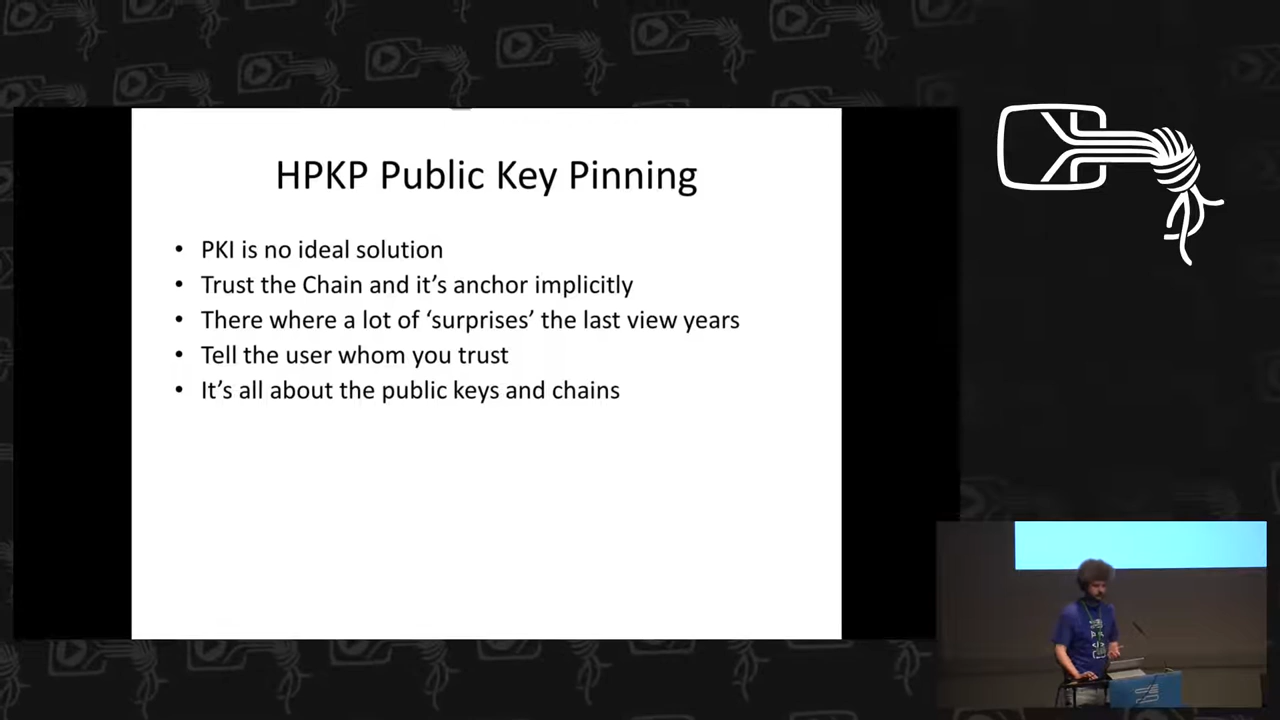 HPKP Public Key Pinning
• PKI is no ideal solution
• Trust the Chain and it’s anchor implicitly
• There where a lot of ‘surprises’ the last view years
• Tell the user whom you trust
• It’s all about the public keys and chains